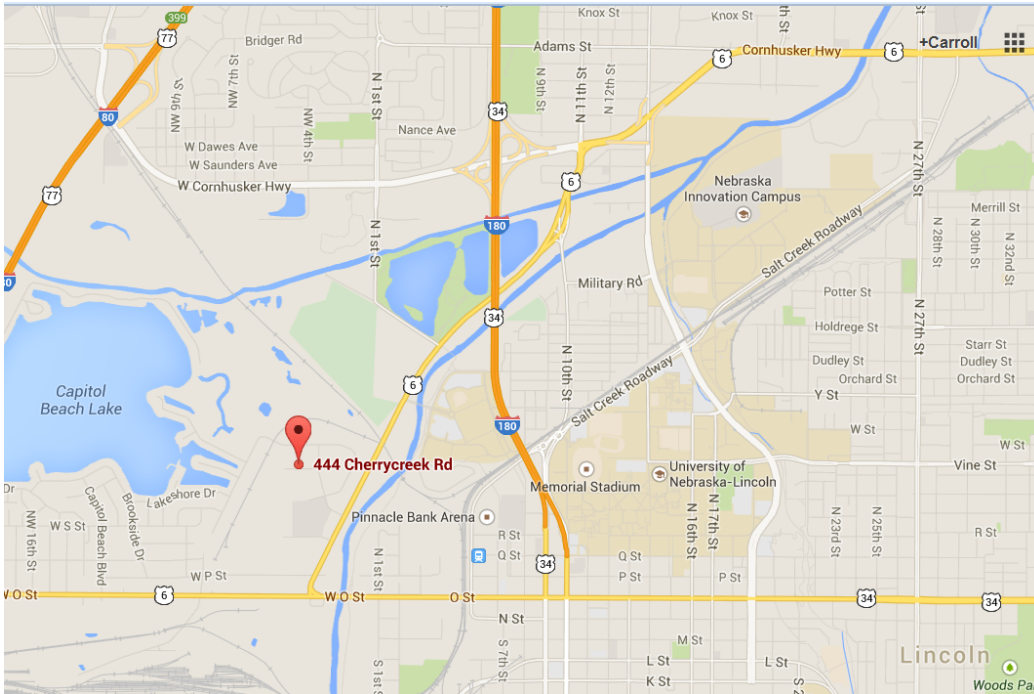 399
77
Bridger Rd
NW 7th St
NW 9th St
N 1st St
Adams St
N 9th St
N 11th St
N 12th St
Knox St
Knox St
Cornhusker Hwy
6
6
+Carroll
80
34
NW 4th St
Nance Ave
W Dawes Ave
W Saunders Ave
W Cornhusker Hwy
77
6
N 27th St
Nebraska
Innovation Campus
Merrill St
N 1st St
180
N 28th St
N 30th St
N 32nd St
Salt Creek Roadway
Military Rd
Potter St
34
N 27th St
Holdrege St
Starr St
Dudley St
Dudley St
Orchard St
Orchard St
N 10th St
Capitol
Beach Lake
6
Salt Creek Roadway
Y St
180
444 Cherrycreek Rd
Vine St
University of
Nebraska-Lincoln
Memorial Stadium
Dr
Lakeshore Dr
Brookside Dr
Capitol Beach Blvd
NW 16th St
W S St
Pinnacle Bank Arena
N 16th St
N 17th St
N 23rd St
N 25th St
R St
R St
Q St
Q St
N 1st St
34
W P St
P St
P St
W O St
6
W O St
O St
34
34
N St
S 7th St
M St
S 1st St
L St
L St
K St
Lincoln
Woods Pa